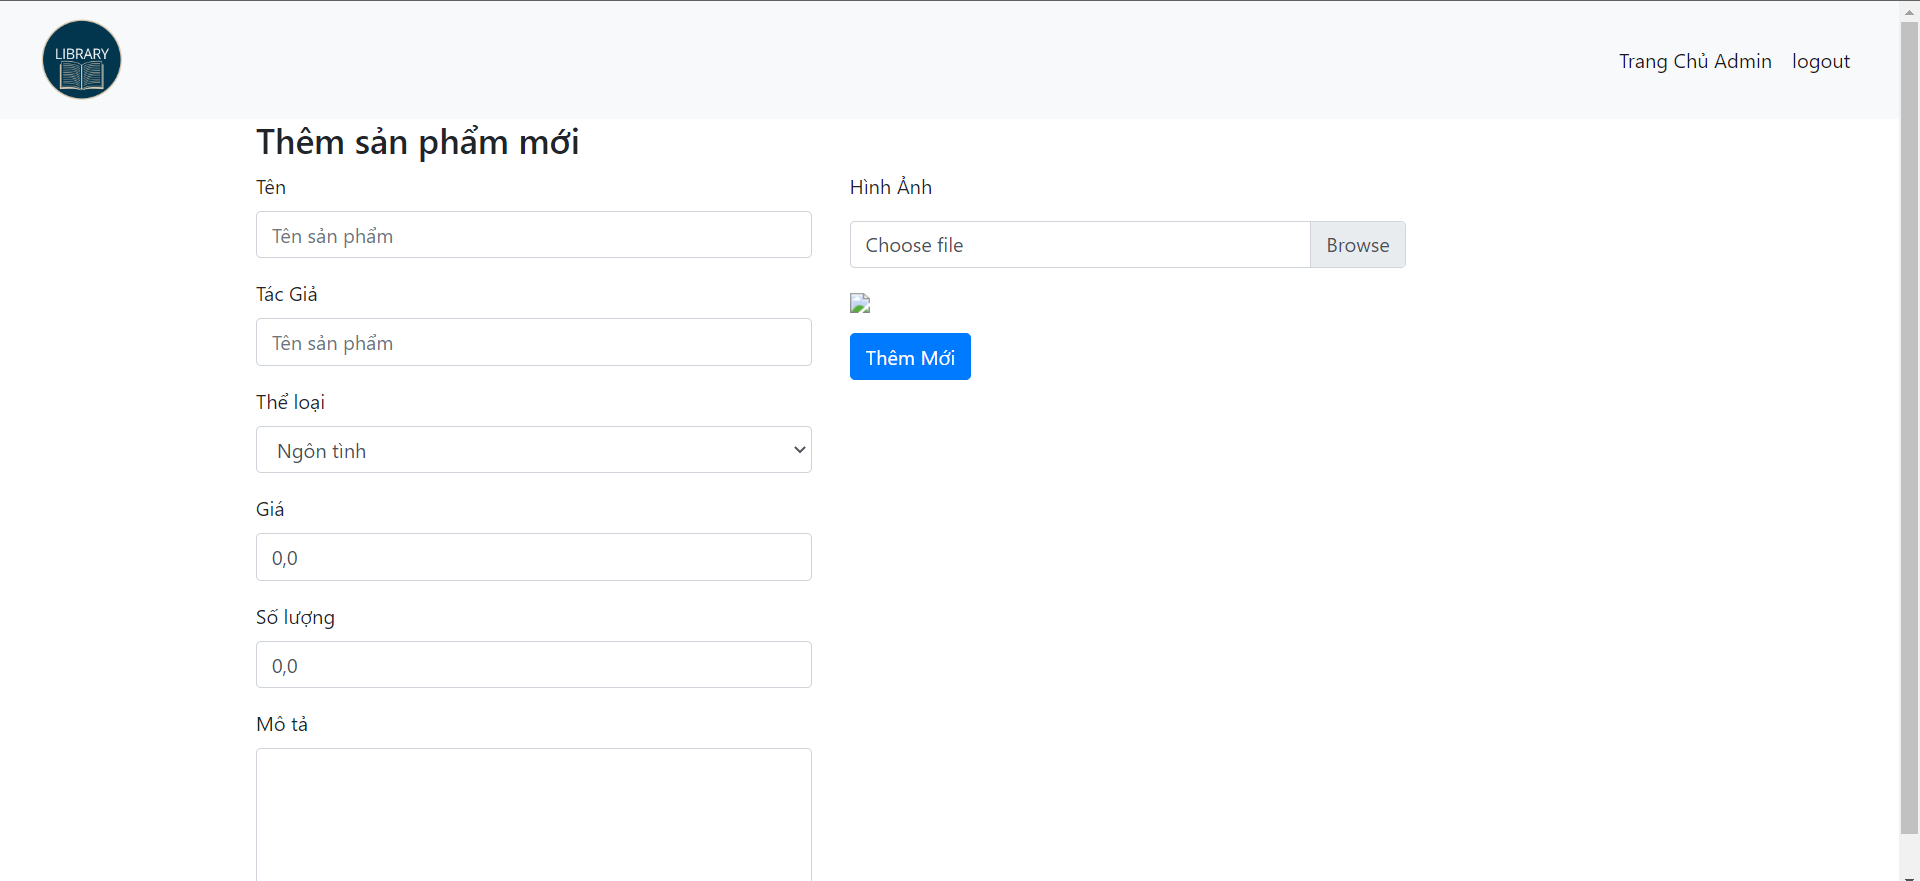 LIBRARY
Trang Chủ Admin logout
Thêm sản phẩm mới
Tên
Tên sản phẩm
Tác Giả
Tên sản phẩm
Thể loại
Ngôn tình
Giá
0,0
Số lượng
0,0
Mô tả
Hình Ảnh
Choose file Browse
Thêm Mới